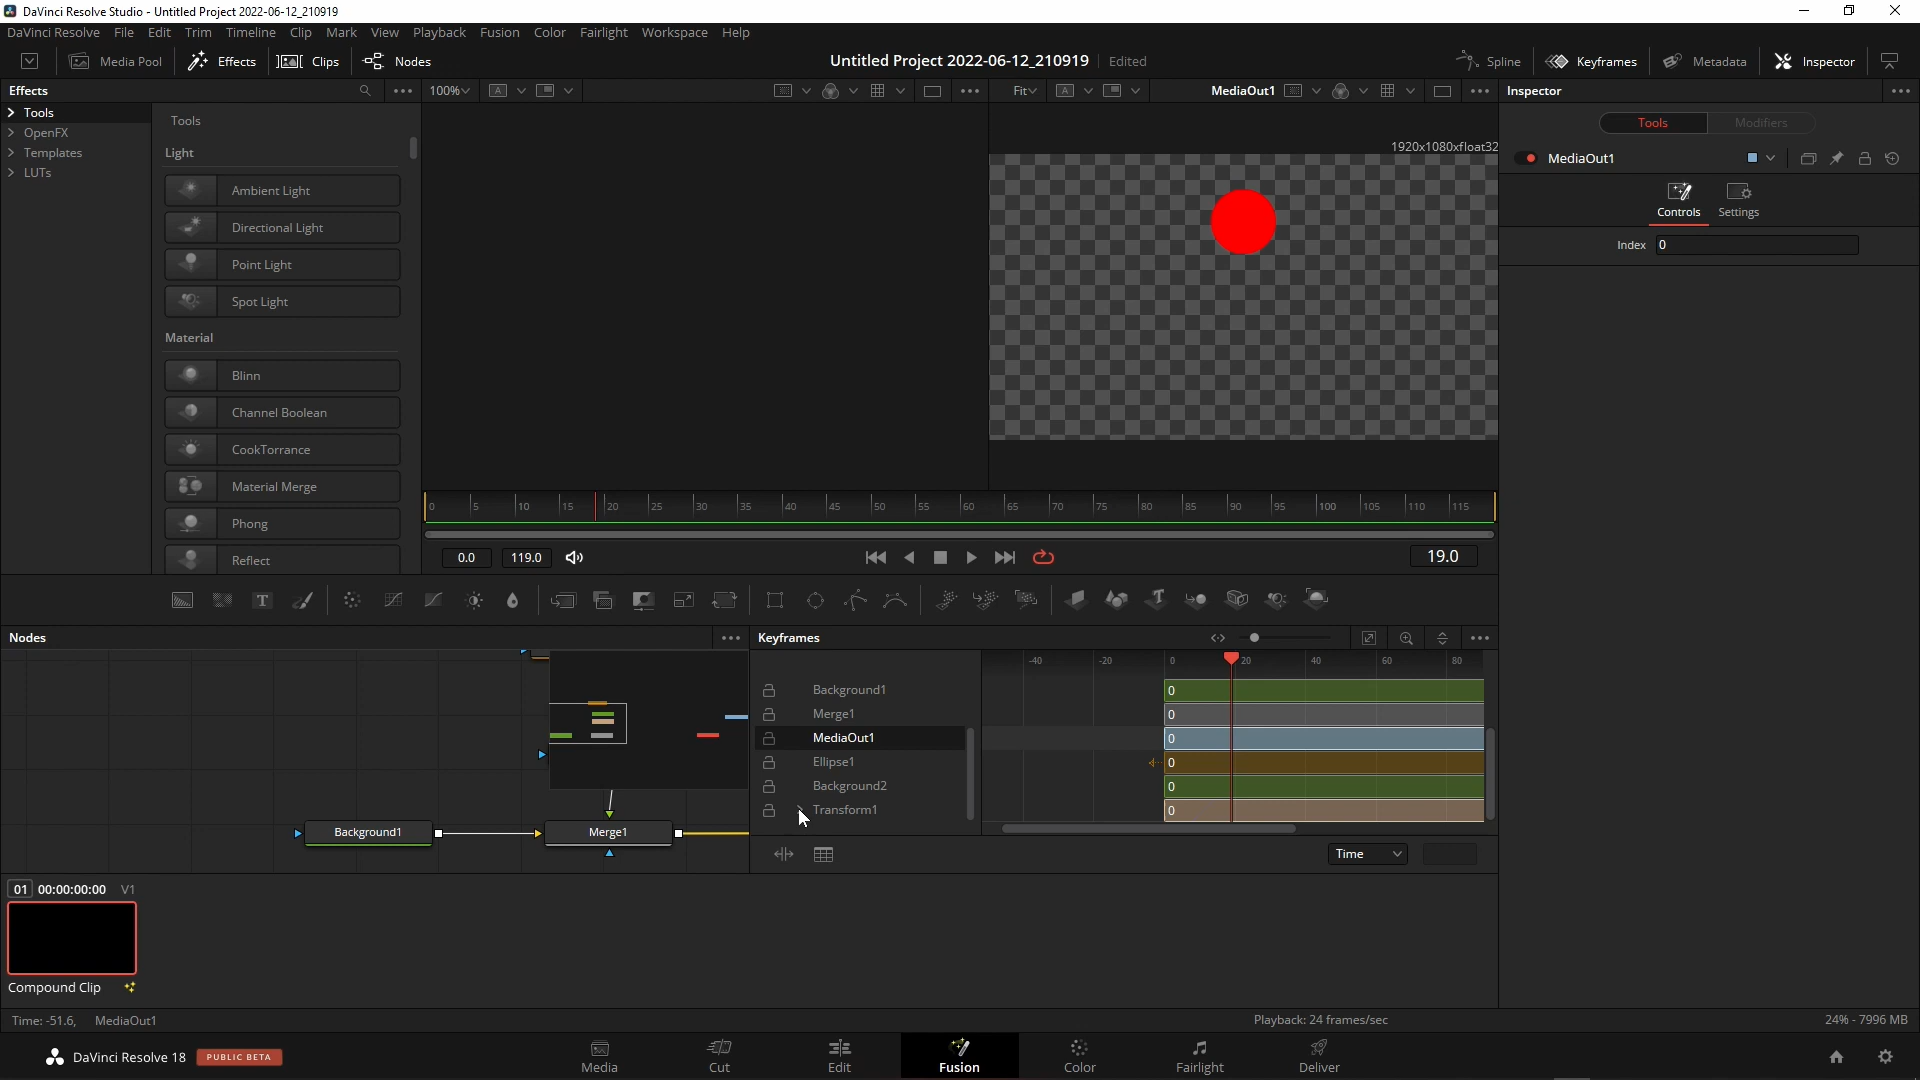 DaVinci Resolve Studio - Untitled Project 2022-06-12_210919
DaVinci Resolve File Edit Trim Timeline Clip Mark View Playback Fusion Color Fairlight Workspace Help
Media Pool Effects Clips Nodes Untitled Project 2022-06-12_210919 Edited Spline Keyframes Metadata Inspector
Effects 100% A Fit A MediaOut1 Inspector
Tools
OpenFX
Templates
LUTs
Tools
Light
Ambient Light
Directional Light
Point Light
Spot Light
Material
Blinn
Channel Boolean
CookTorrance
Material Merge
Phong
Reflect
1920x1080xfloat32
Tools Modifiers
MediaOut1
Controls Settings
Index 0
0 5 10 15 20 25 30 35 40 45 50 55 60 65 70 75 80 85 90 95 100 105 110 115
0.0 119.0 19.0
T
Nodes
Background1 Merge1
Keyframes
-40 -20 0 20 40 60 80
Background1 0
Merge1 0
MediaOut1 0
Ellipse1 0
Background2 0
Transform1 0
Time
01 00:00:00:00 V1
Compound Clip
Time: -51.6, MediaOut1 Playback: 24 frames/sec 24% - 7996 MB
DaVinci Resolve 18 PUBLIC BETA Media Cut Edit Fusion Color Fairlight Deliver